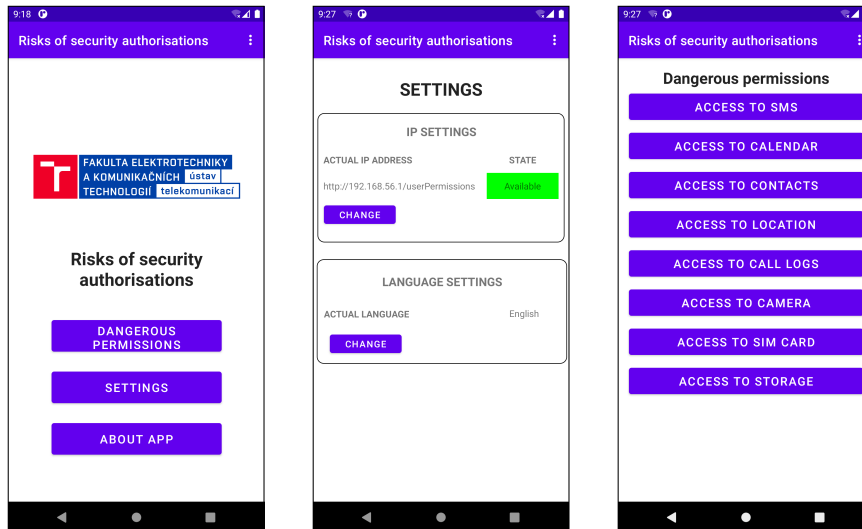 9:18
Risks of security authorisations
FAKULTA ELEKTROTECHNIKY
A KOMUNIKAČNÍCH ústav
TECHNOLOGIÍ telekomunikací
Risks of security
authorisations
DANGEROUS
PERMISSIONS
SETTINGS
ABOUT APP
9:27
Risks of security authorisations
SETTINGS
IP SETTINGS
ACTUAL IP ADDRESS STATE
http://192.168.56.1/userPermissions Available
CHANGE
LANGUAGE SETTINGS
ACTUAL LANGUAGE English
CHANGE
9:27
Risks of security authorisations
Dangerous permissions
ACCESS TO SMS
ACCESS TO CALENDAR
ACCESS TO CONTACTS
ACCESS TO LOCATION
ACCESS TO CALL LOGS
ACCESS TO CAMERA
ACCESS TO SIM CARD
ACCESS TO STORAGE